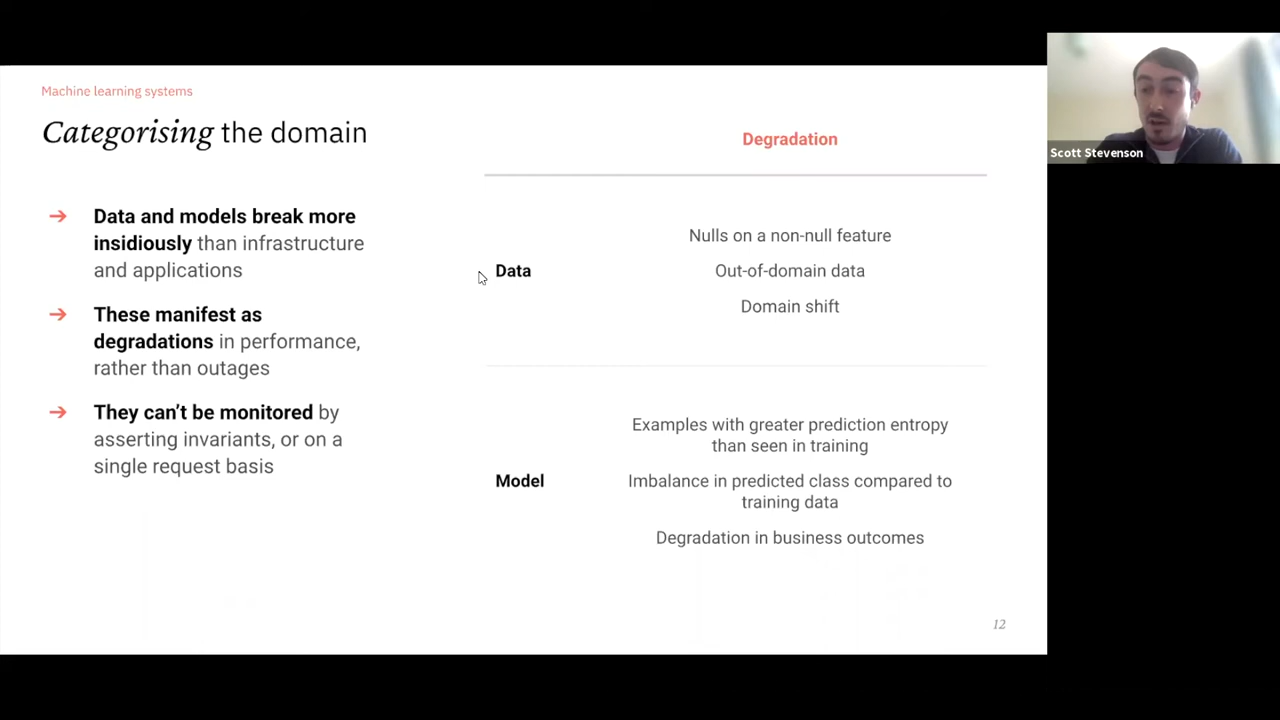 Machine learning systems
Categorising the domain
→ Data and models break more
insidiously than infrastructure
and applications
→ These manifest as
degradations in performance,
rather than outages
→ They can’t be monitored by
asserting invariants, or on a
single request basis
Degradation
Data
Nulls on a non-null feature
Out-of-domain data
Domain shift
Model
Examples with greater prediction entropy
than seen in training
Imbalance in predicted class compared to
training data
Degradation in business outcomes
12
Scott Stevenson